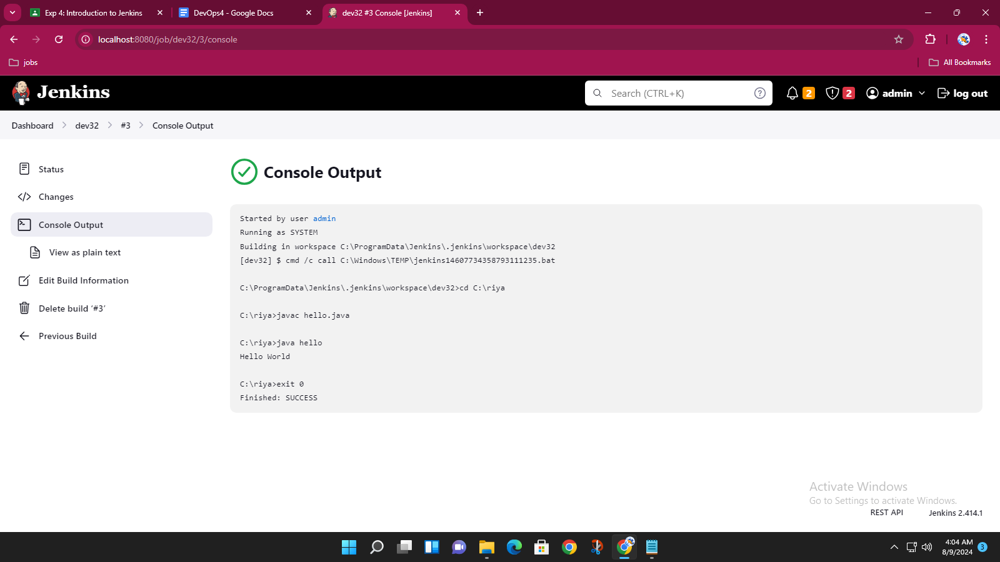 Exp 4: Introduction to Jenkins
DevOps4 - Google Docs
dev32 #3 Console [Jenkins]
localhost:8080/job/dev32/3/console
jobs
All Bookmarks
Jenkins
Search (CTRL+K)
2
2
admin
log out
Dashboard
dev32
#3
Console Output
Status
Changes
Console Output
View as plain text
Edit Build Information
Delete build ‘#3’
Previous Build
Console Output
Started by user admin
Running as SYSTEM
Building in workspace C:\ProgramData\Jenkins\.jenkins\workspace\dev32
[dev32] $ cmd /c call C:\Windows\TEMP\jenkins14607734358793111235.bat
C:\ProgramData\Jenkins\.jenkins\workspace\dev32>cd C:\riya
C:\riya>javac hello.java
C:\riya>java hello
Hello World
C:\riya>exit 0
Finished: SUCCESS
Activate Windows
Go to Settings to activate Windows.
REST API
Jenkins 2.414.1
4:04 AM
8/9/2024
3